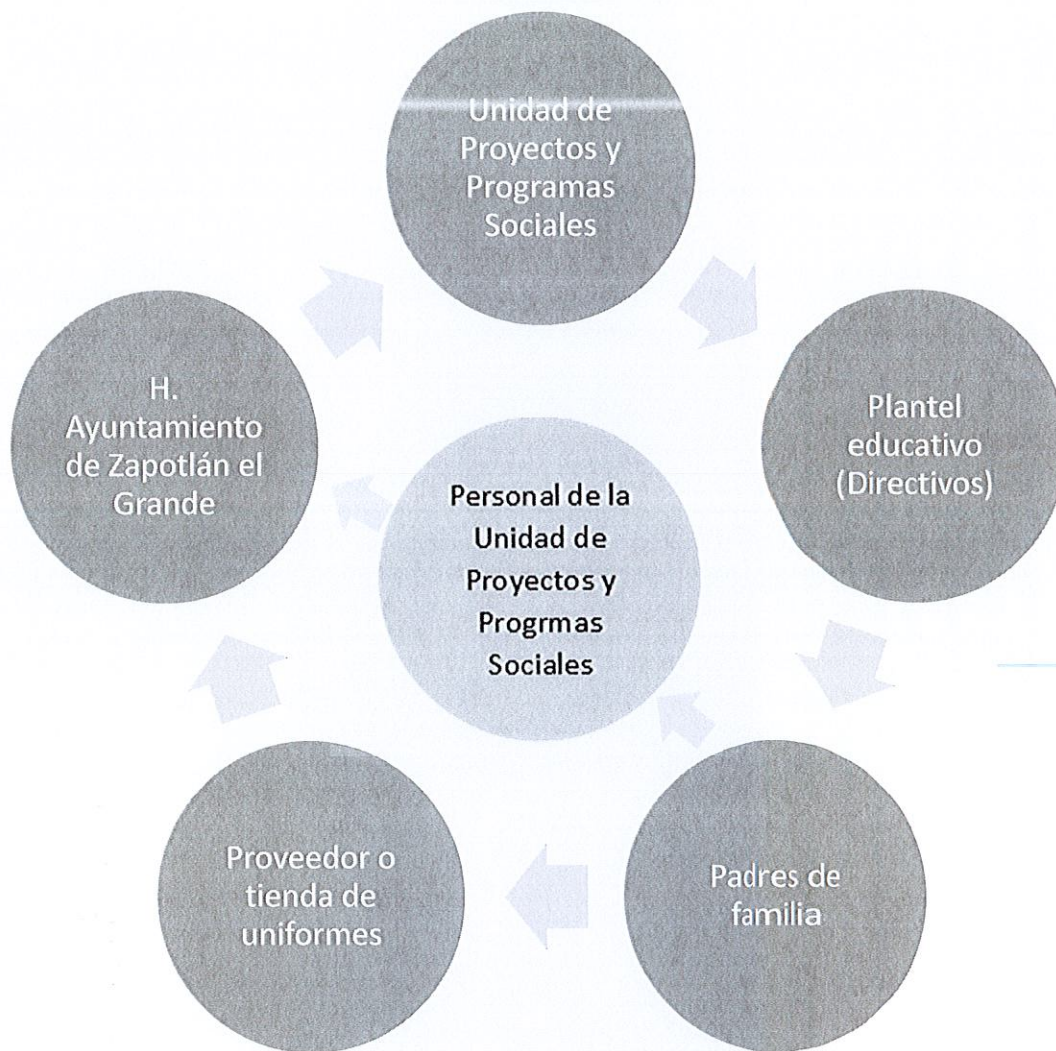 Unidad de
Proyectos y
Programas
Sociales
Plantel
educativo
(Directivos)
Padres de
familia
Proveedor o
tienda de
uniformes
H.
Ayuntamiento
de Zapotlán el
Grande
Personal de la
Unidad de
Proyectos y
Progrmas
Sociales